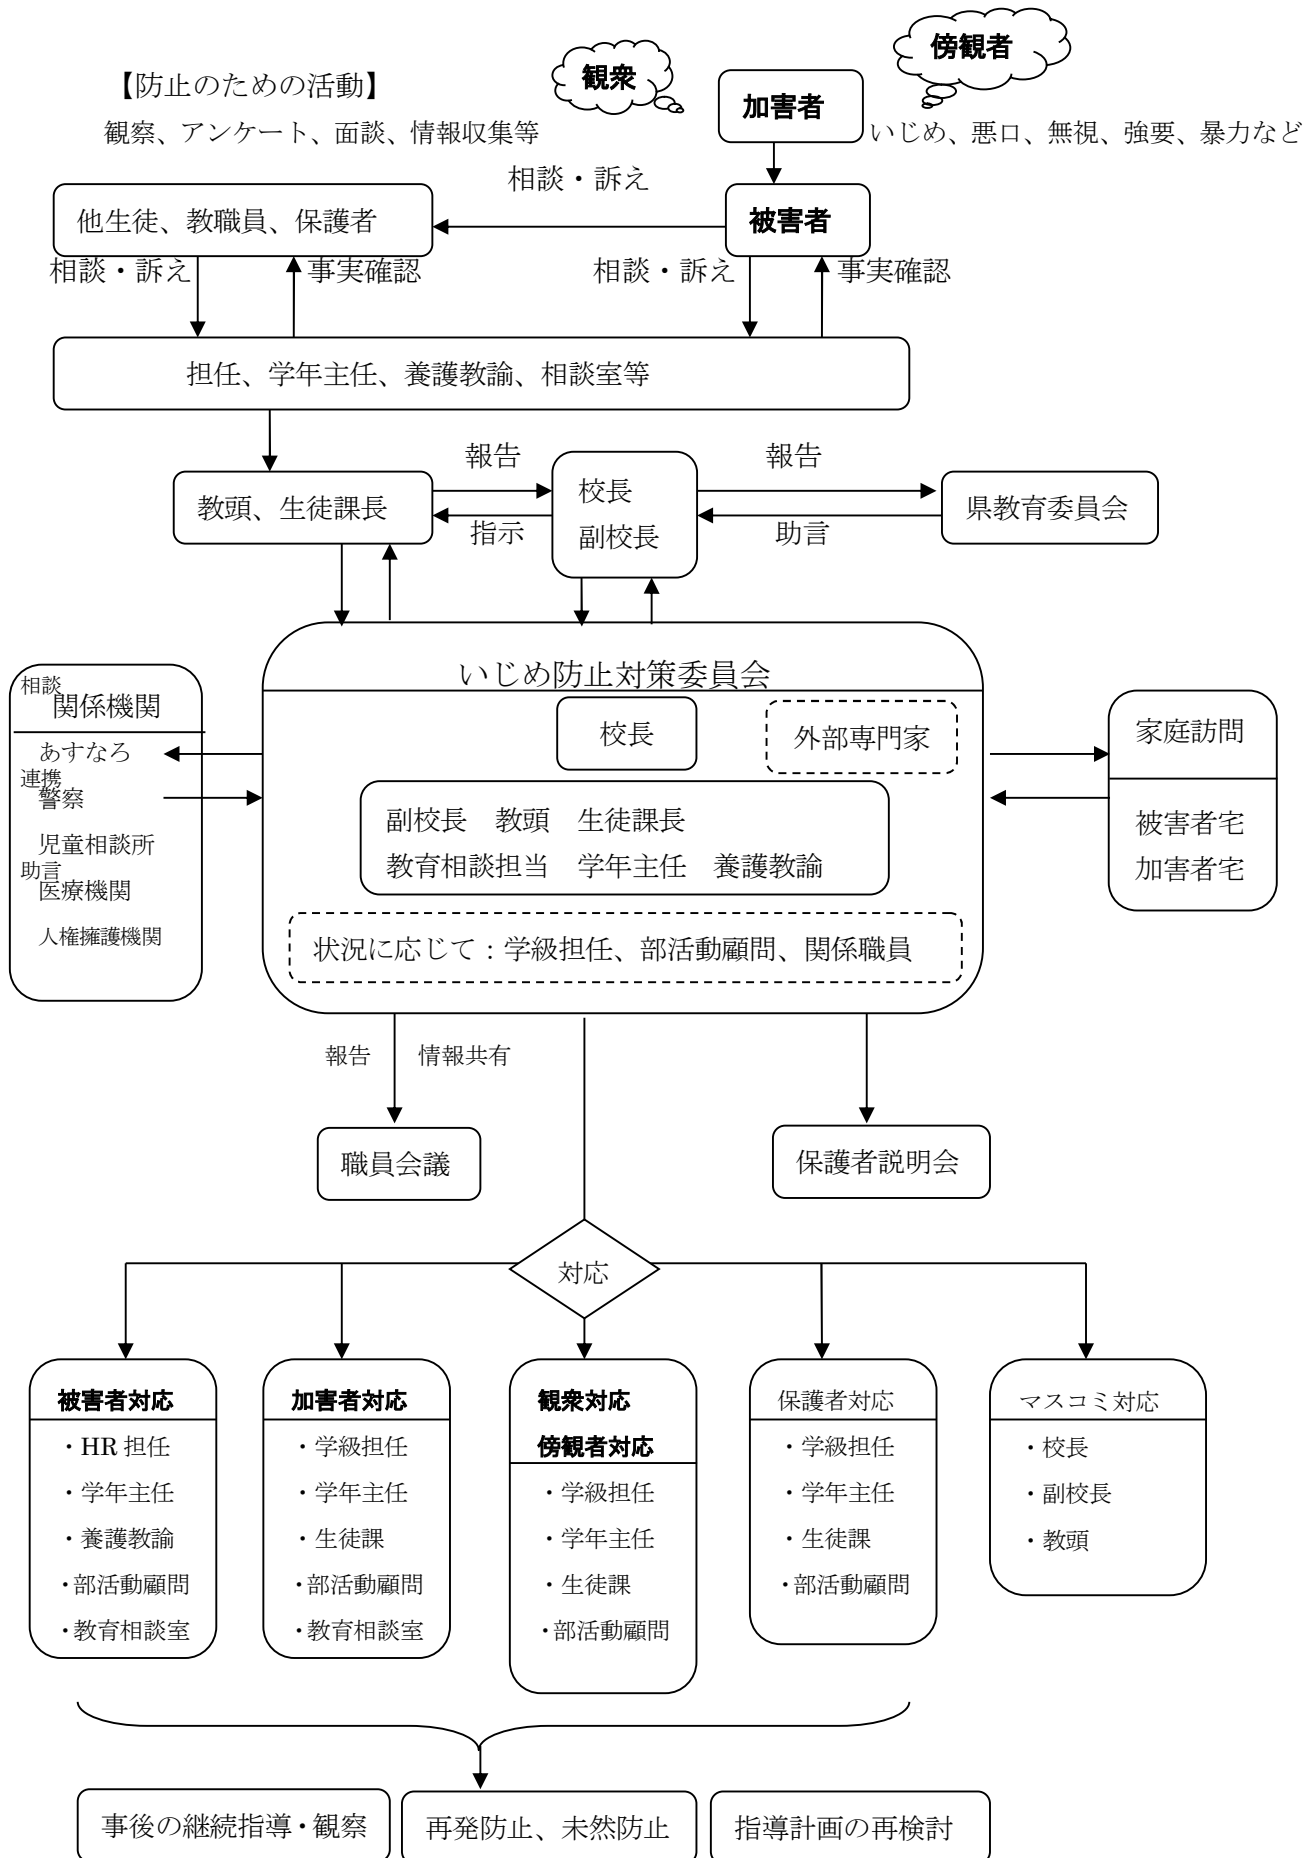 傍観者
観衆
【防止のための活動】
加害者
観察、アンケート、面談、情報収集等
いじめ、悪口、無視、強要、暴力など
相談・訴え
他生徒、教職員、保護者
被害者
相談・訴え
事実確認
相談・訴え
事実確認
担任、学年主任、養護教諭、相談室等
報告
報告
教頭、生徒課長
校長
副校長
県教育委員会
指示
助言
いじめ防止対策委員会
相談
関係機関
あすなろ
連携
警察
児童相談所
助言
医療機関
人権擁護機関
校長
外部専門家
副校長　教頭　生徒課長
教育相談担当　学年主任　養護教諭
状況に応じて：学級担任、部活動顧問、関係職員
家庭訪問
被害者宅
加害者宅
報告
情報共有
職員会議
保護者説明会
対応
被害者対応
・HR 担任
・学年主任
・養護教諭
・部活動顧問
・教育相談室
加害者対応
・学級担任
・学年主任
・生徒課
・部活動顧問
・教育相談室
観衆対応
傍観者対応
・学級担任
・学年主任
・生徒課
・部活動顧問
保護者対応
・学級担任
・学年主任
・生徒課
・部活動顧問
マスコミ対応
・校長
・副校長
・教頭
事後の継続指導・観察
再発防止、未然防止
指導計画の再検討